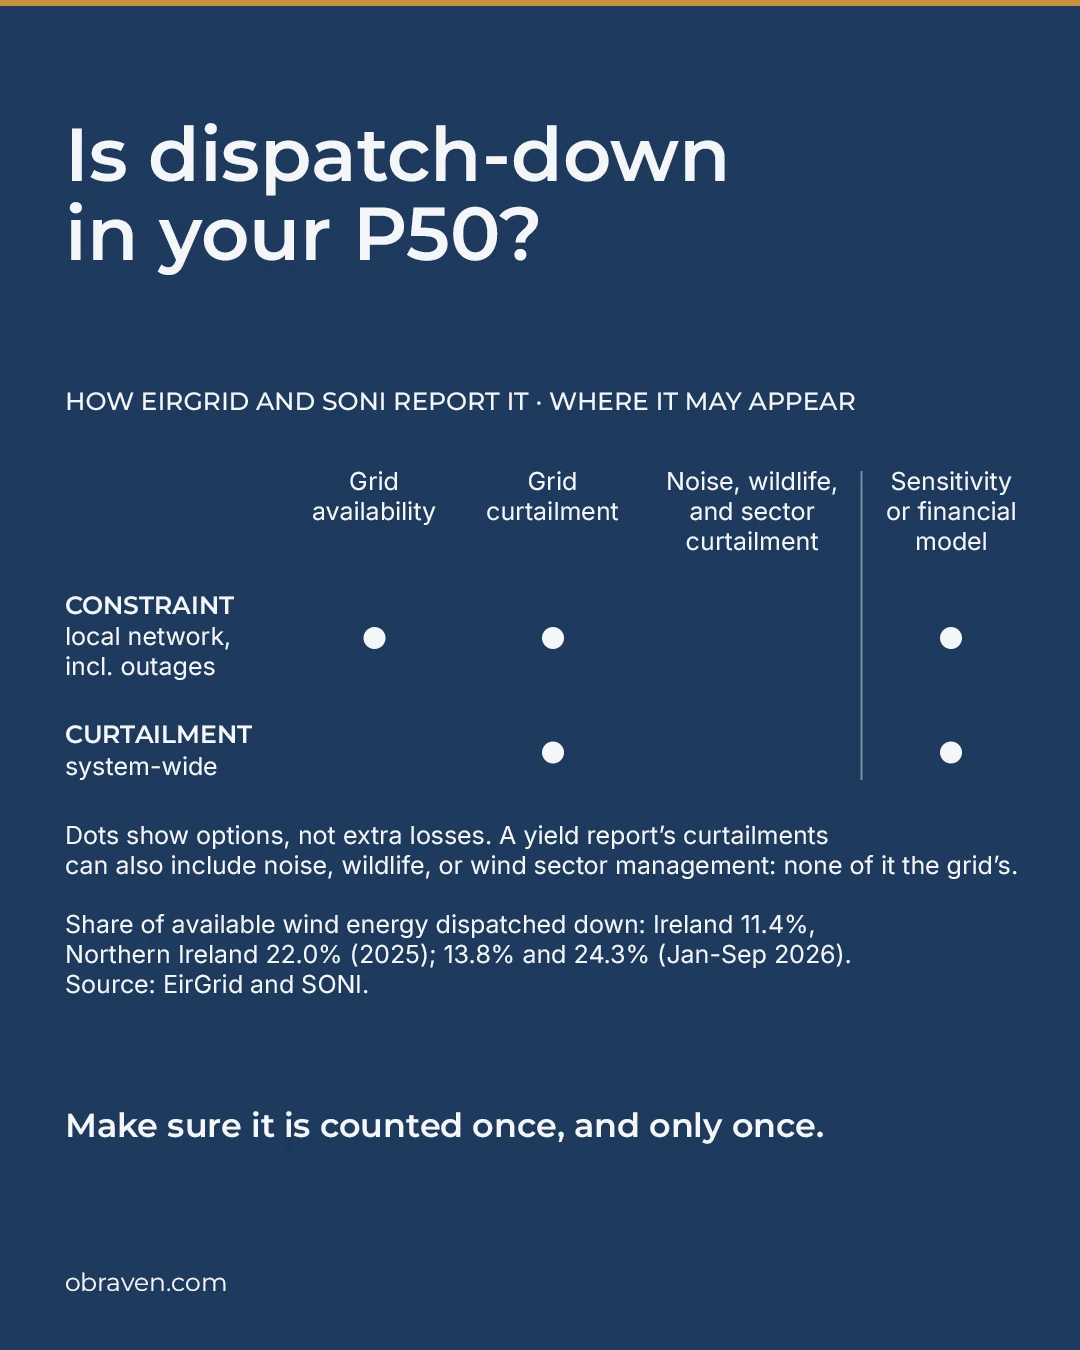 Is dispatch-down
in your P50?
HOW EIRGRID AND SONI REPORT IT · WHERE IT MAY APPEAR
Grid
availability
Grid
curtailment
Noise, wildlife,
and sector
curtailment
Sensitivity
or financial
model
CONSTRAINT
local network,
incl. outages
CURTAILMENT
system-wide
Dots show options, not extra losses. A yield report’s curtailments
can also include noise, wildlife, or wind sector management: none of it the grid’s.
Share of available wind energy dispatched down: Ireland 11.4%,
Northern Ireland 22.0% (2025); 13.8% and 24.3% (Jan-Sep 2026).
Source: EirGrid and SONI.
Make sure it is counted once, and only once.
obraven.com